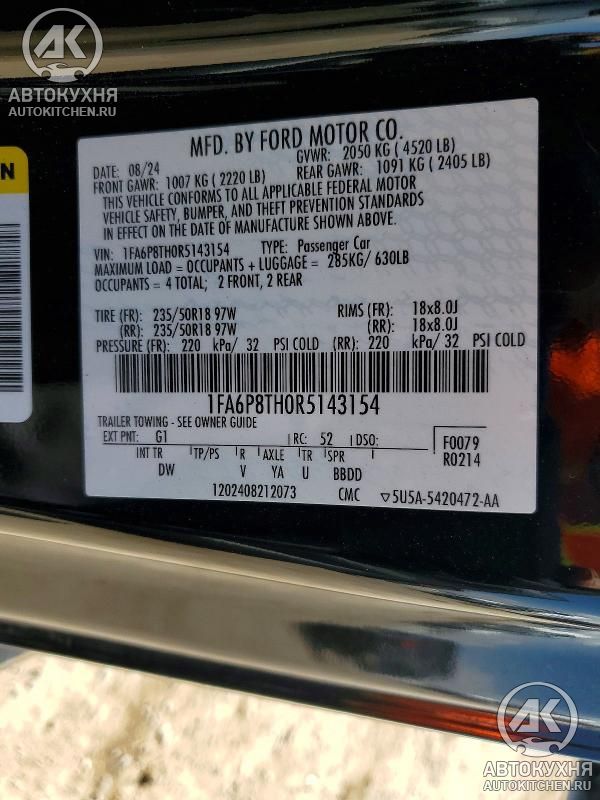 АК
АВТОКУХНЯ
AUTOKITCHEN.RU
N
MFD. BY FORD MOTOR CO.
DATE: 08/24 GVWR: 2050 KG ( 4520 LB)
FRONT GAWR: 1007 KG ( 2220 LB) REAR GAWR: 1091 KG ( 2405 LB)
THIS VEHICLE CONFORMS TO ALL APPLICABLE FEDERAL MOTOR
VEHICLE SAFETY, BUMPER, AND THEFT PREVENTION STANDARDS
IN EFFECT ON THE DATE OF MANUFACTURE SHOWN ABOVE.
VIN: 1FA6P8TH0R5143154 TYPE: Passenger Car
MAXIMUM LOAD = OCCUPANTS + LUGGAGE = 285KG/ 630LB
OCCUPANTS = 4 TOTAL; 2 FRONT, 2 REAR
TIRE (FR): 235/50R18 97W RIMS (FR): 18x8.0J
(RR): 235/50R18 97W (RR): 18x8.0J
PRESSURE (FR): 220 kPa/ 32 PSI COLD (RR): 220 kPa/ 32 PSI COLD
1FA6P8TH0R5143154
TRAILER TOWING - SEE OWNER GUIDE
EXT PNT: G1 RC: 52 DSO: F0079
INT TR TP/PS R AXLE TR SPR R0214
DW V YA U BBDD
1202408212073 CMC ▽5U5A-5420472-AA
АК
АВТОКУХНЯ
AUTOKITCHEN.RU